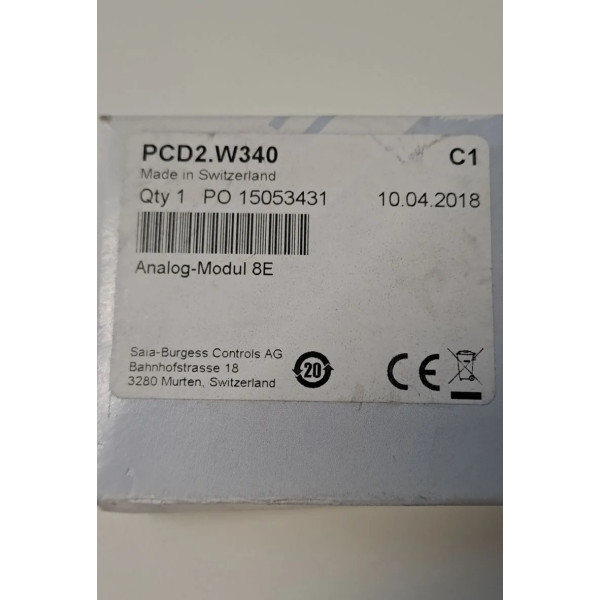 PCD2.W340 C1
Made in Switzerland
Qty 1 PO 15053431 10.04.2018
Analog-Modul 8E
Saia-Burgess Controls AG
Bahnhofstrasse 18
3280 Murten, Switzerland
20
CE